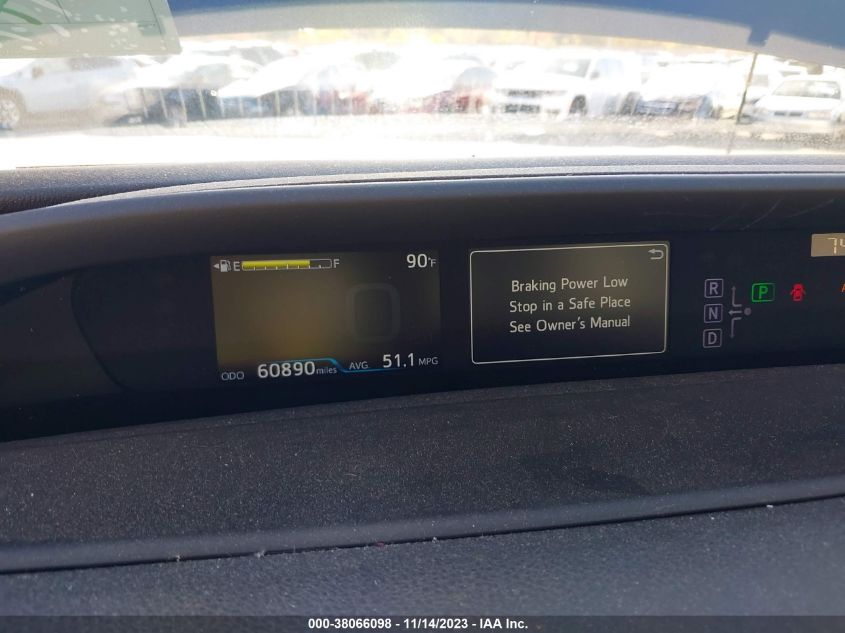 E F 90°F
0
ODO 60890 miles AVG. 51.1 MPG
Braking Power Low
Stop in a Safe Place
See Owner's Manual
R
N
D
P
000-38066098 - 11/14/2023 - IAA Inc.